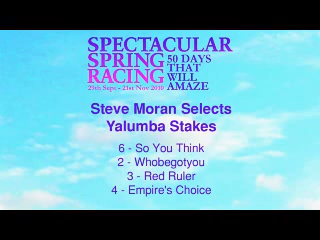 SPECTACULAR
SPRING 50 DAYS
THAT
RACING WILL
25th Sept - 21st Nov 2010 AMAZE
Steve Moran Selects
Yalumba Stakes
6 - So You Think
2 - Whobegotyou
3 - Red Ruler
4 - Empire's Choice